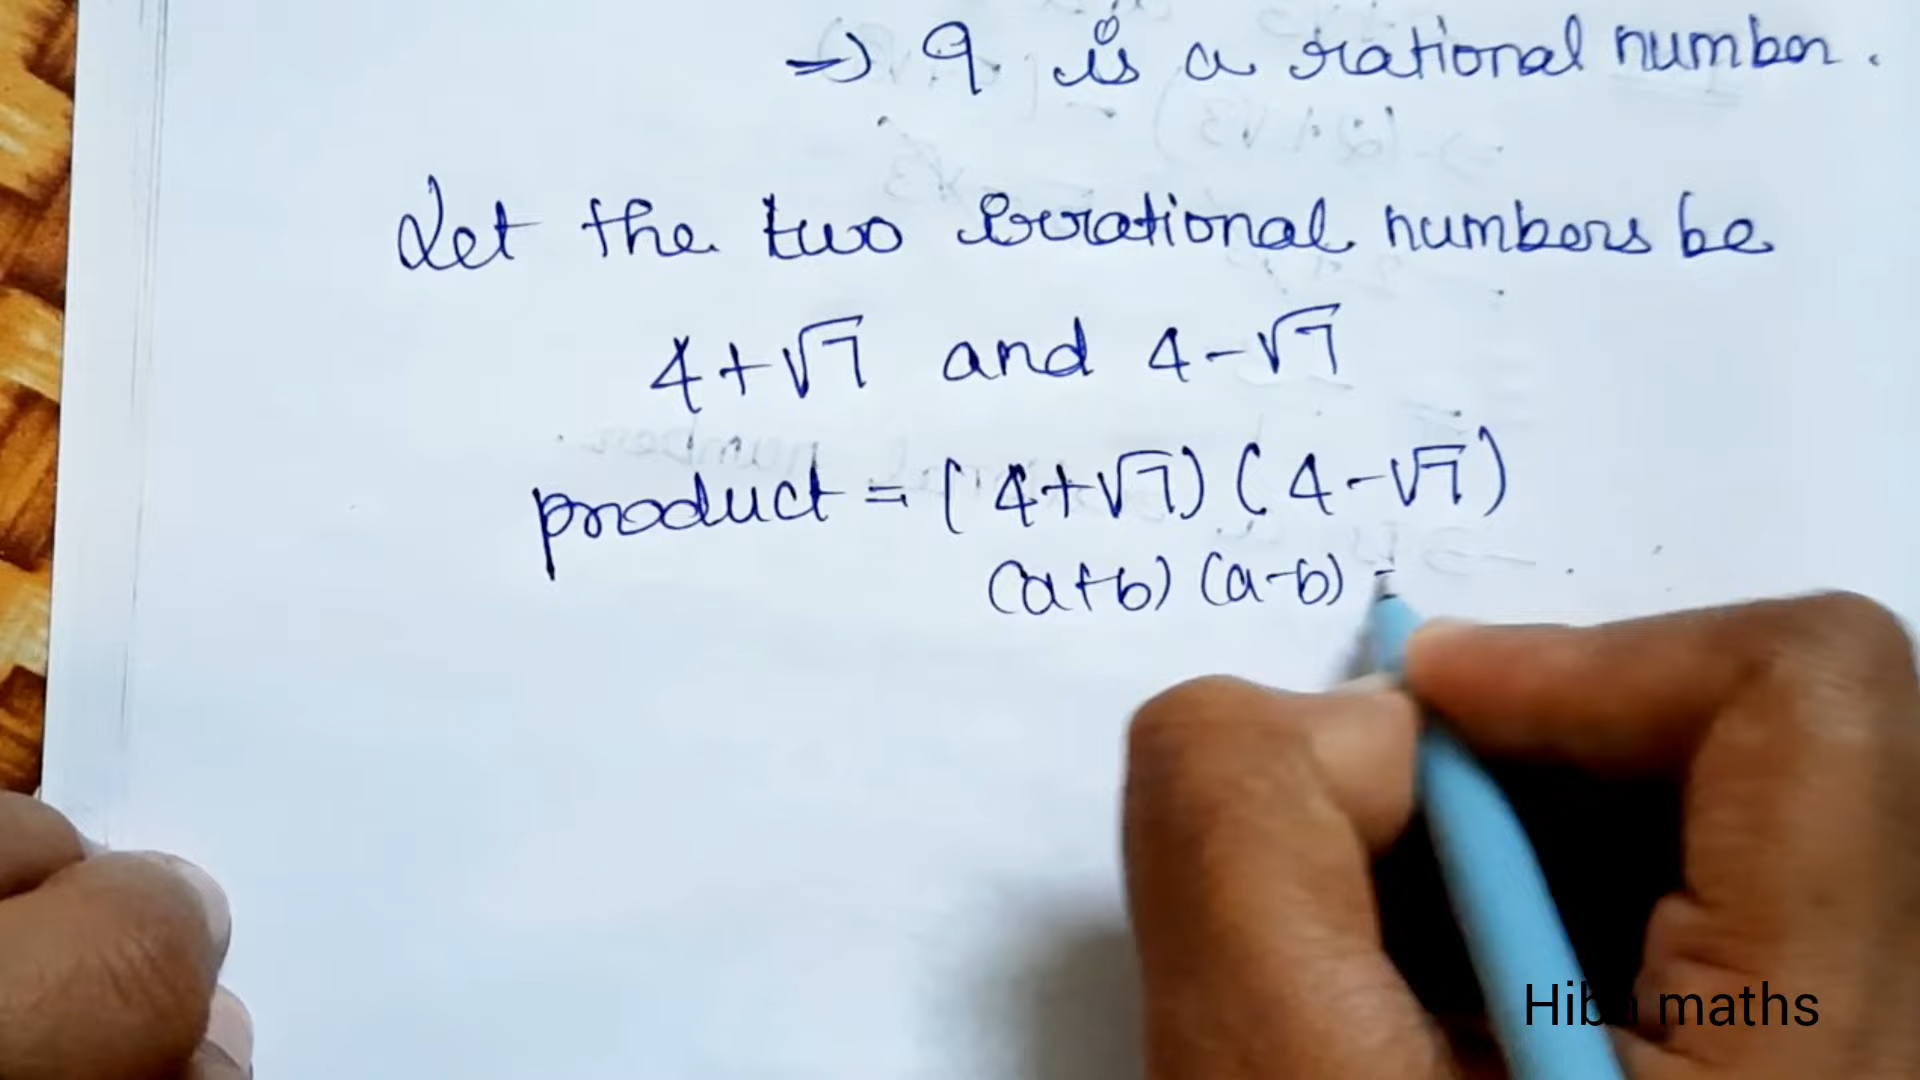 ⇒ 9 is a rational number.
Let the two Irrational numbers be
4+√7 and 4-√7
product = (4+√7) (4-√7)
(a+b) (a-b) =
Hiba maths